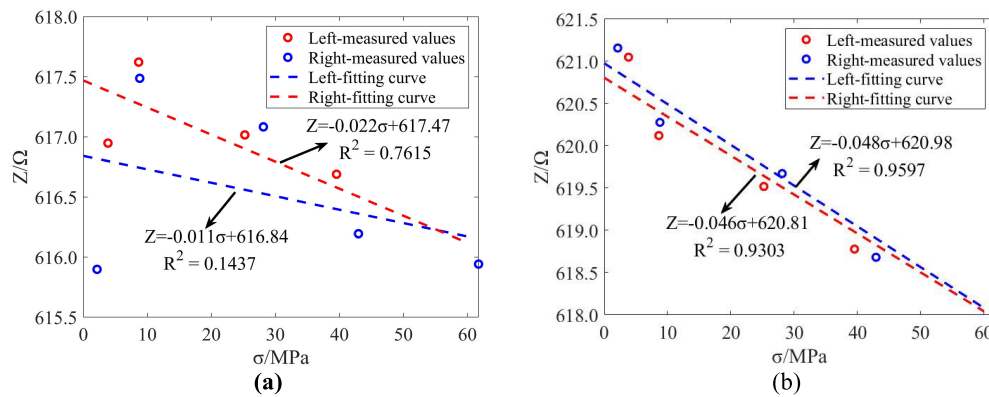 618.0
617.5
617.0
616.5
616.0
615.5
Z/Ω
0
10
20
30
40
50
60
σ/MPa
Left-measured values
Right-measured values
Left-fitting curve
Right-fitting curve
Z=-0.022σ+617.47
R² = 0.7615
Z=-0.011σ+616.84
R² = 0.1437
(a)
621.5
621.0
620.5
620.0
619.5
619.0
618.5
618.0
Z/Ω
0
10
20
30
40
50
60
σ/MPa
Left-measured values
Right-measured values
Left-fitting curve
Right-fitting curve
Z=-0.048σ+620.98
R² = 0.9597
Z=-0.046σ+620.81
R² = 0.9303
(b)